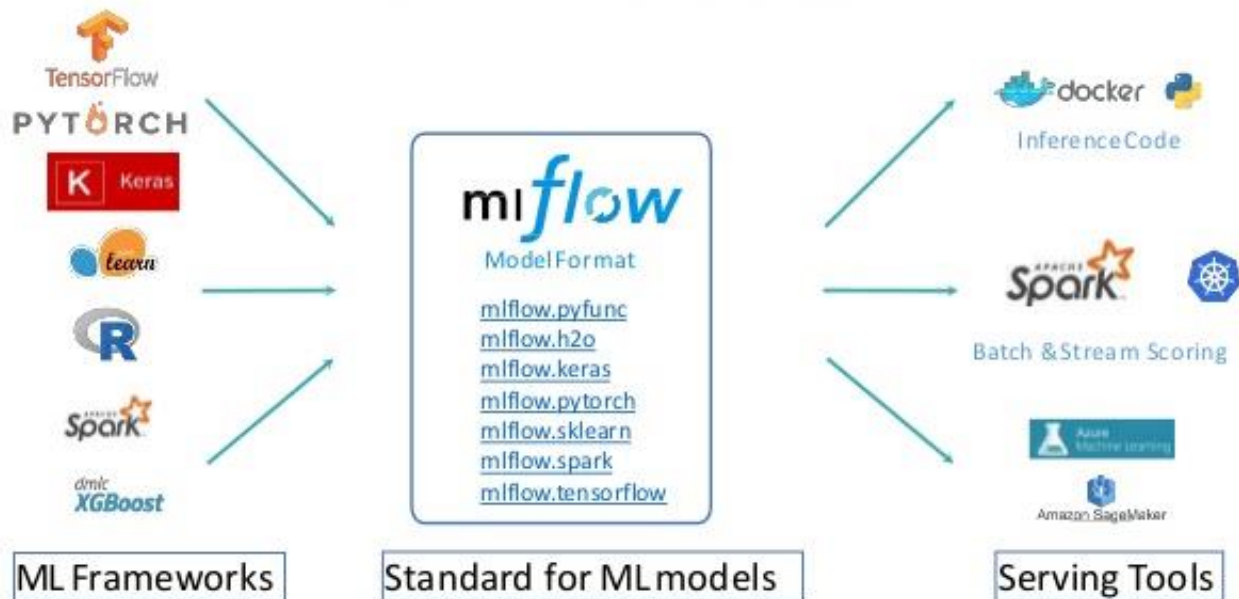 TensorFlow
PYTORCH
K Keras
learn
R
APACHE
Spark
dmlc
XGBoost
ML Frameworks
mlflow
Model Format
mlflow.pyfunc
mlflow.h2o
mlflow.keras
mlflow.pytorch
mlflow.sklearn
mlflow.spark
mlflow.tensorflow
Standard for ML models
docker
Inference Code
APACHE
Spark
Batch & Stream Scoring
Azure
Machine Learning
Amazon SageMaker
Serving Tools